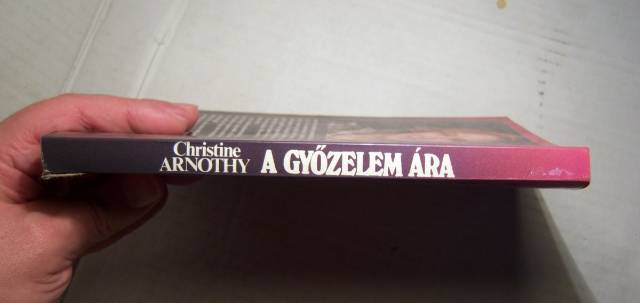 Christine
ARNOTHY
A GYŐZELEM ÁRA